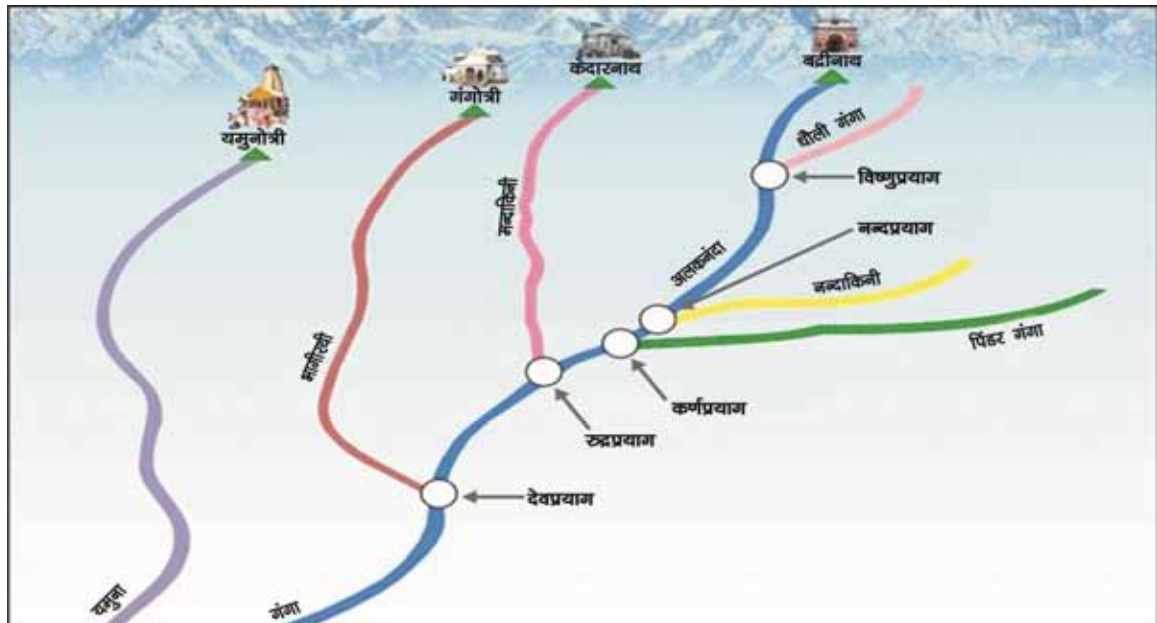 केदारनाथ
बद्रीनाथ
गंगोत्री
यमुनोत्री
धौली गंगा
विष्णुप्रयाग
मन्दाकिनी
नन्दप्रयाग
अलकनंदा
नन्दाकिनी
पिंडर गंगा
भागीरथी
कर्णप्रयाग
रुद्रप्रयाग
देवप्रयाग
यमुना
गंगा